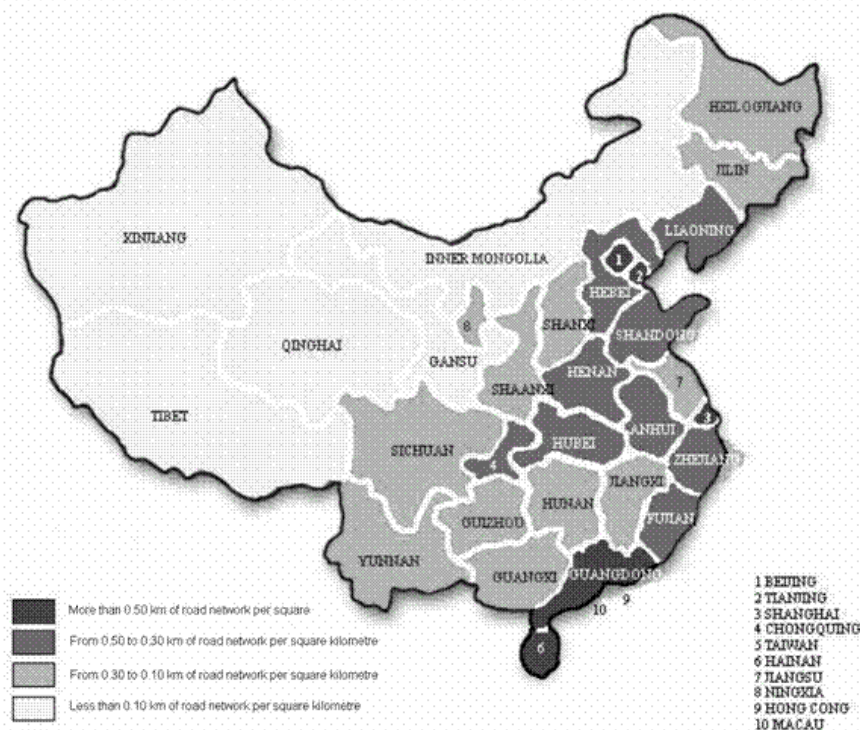 HEILOGJIANG
JILIN
LIAONING
XINJIANG
INNER MONGOLIA
1
2
HEBEI
8
SHANXI
SHANDONG
QINGHAI
GANSU
HENAN
SHAANXI
7
TIBET
3
ANHUI
SICHUAN
HUBEI
ZHEJIANG
4
JIANGXI
HUNAN
GUIZHOU
FUJIAN
YUNNAN
GUANGXI
GUANGDONG
9
10
6
More than 0.50 km of road network per square
From 0.50 to 0.30 km of road network per square kilometre
From 0.30 to 0.10 km of road network per square kilometre
Less than 0.10 km of road network per square kilometre
1 BEIJING
2 TIANJING
3 SHANGHAI
4 CHONGQUING
5 TAIWAN
6 HAINAN
7 JIANGSU
8 NINGXIA
9 HONG CONG
10 MACAU